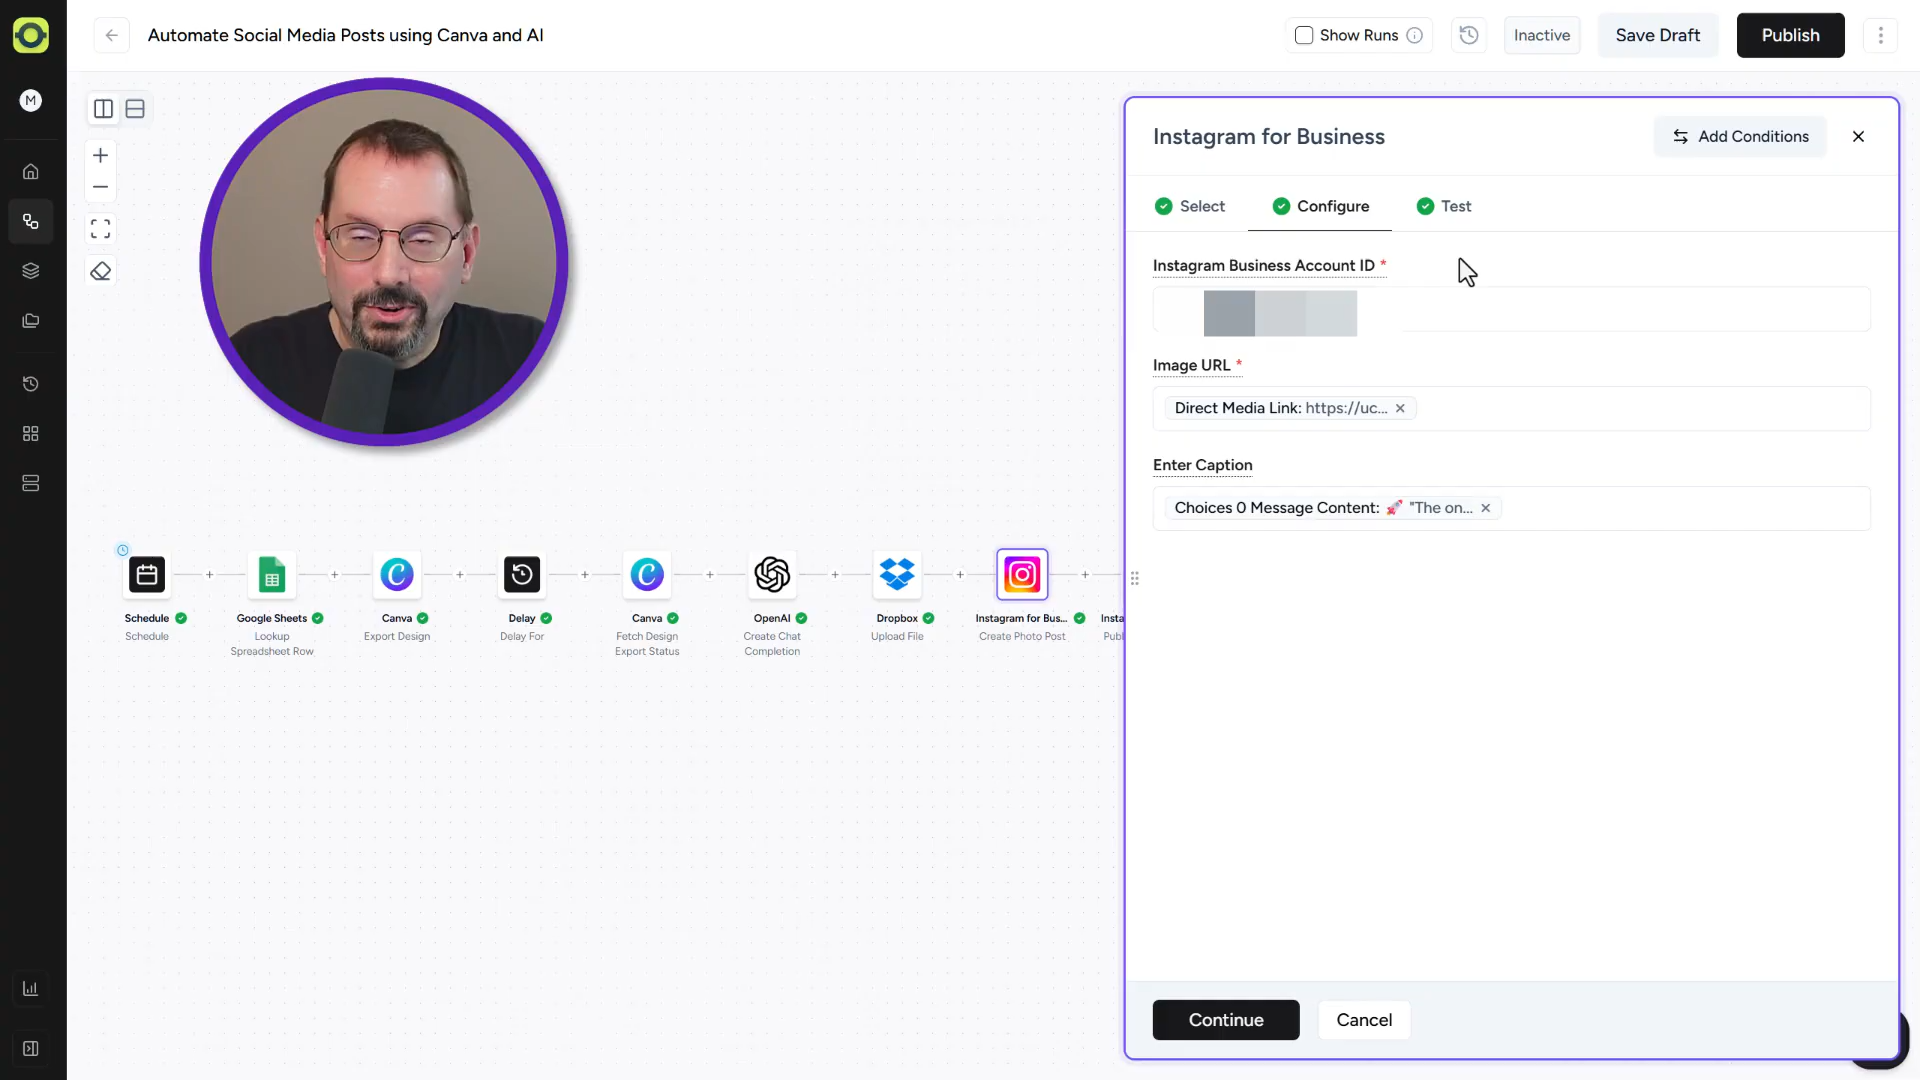 Automate Social Media Posts using Canva and AI
Show Runs
Inactive
Save Draft
Publish
M
Instagram for Business
Add Conditions
Select
Configure
Test
Instagram Business Account ID *
Image URL *
Direct Media Link: https://uc...
Enter Caption
Choices 0 Message Content: 🚀 "The on...
Schedule
Schedule
Google Sheets
Lookup
Spreadsheet Row
Canva
Export Design
Delay
Delay For
Canva
Fetch Design
Export Status
OpenAI
Create Chat
Completion
Dropbox
Upload File
Instagram for Bus...
Create Photo Post
Insta
Publ
Continue
Cancel